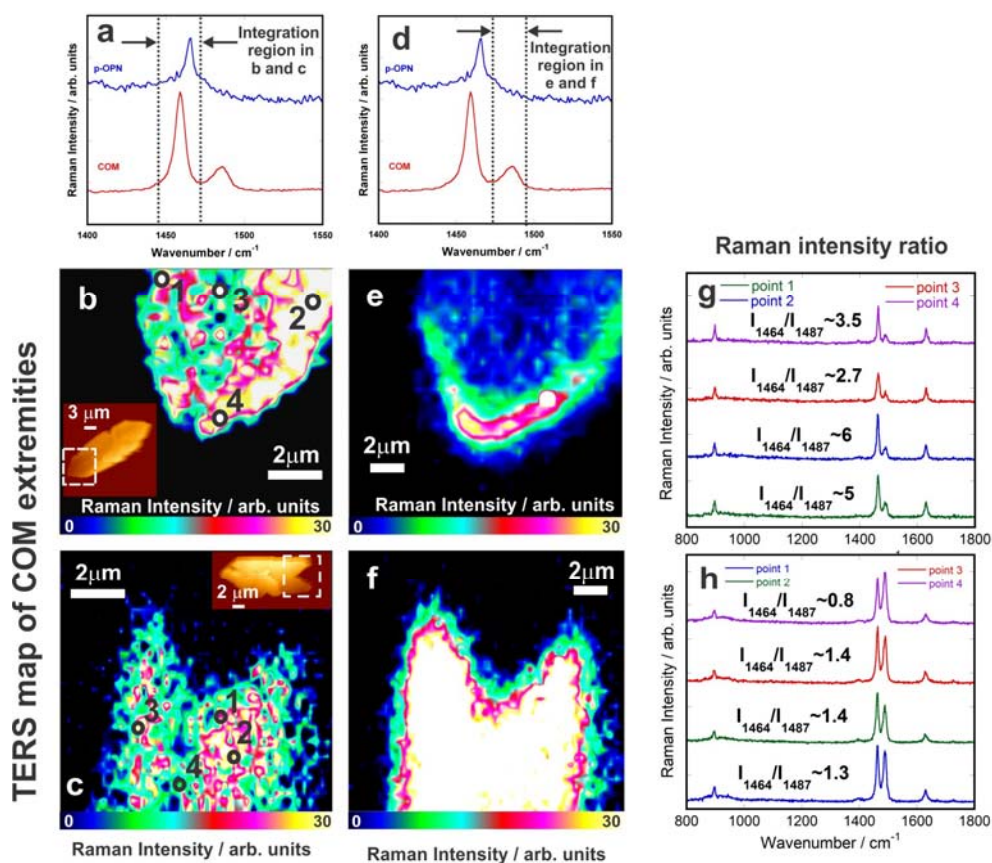 a
Integration
region in
b and c
p-OPN
COM
Raman Intensity / arb. units
1400 1450 1500 1550
Wavenumber / cm-1
d
Integration
region in
e and f
p-OPN
COM
Raman Intensity / arb. units
1400 1450 1500 1550
Wavenumber / cm-1
TERS map of COM extremities
b
1
3
2
4
3 μm
2μm
Raman Intensity / arb. units
0 30
e
2μm
Raman Intensity / arb. units
0 30
2μm
2 μm
3
1
2
4
c
0 30
Raman Intensity / arb. units
f
2μm
0 30
Raman Intensity / arb. units
Raman intensity ratio
g
point 1 point 3
point 2 point 4
I1464/I1487 ~3.5
I1464/I1487 ~2.7
I1464/I1487 ~6
I1464/I1487 ~5
Raman Intensity / arb. units
800 1000 1200 1400 1600 1800
h
point 1 point 3
point 2 point 4
I1464/I1487 ~0.8
I1464/I1487 ~1.4
I1464/I1487 ~1.4
I1464/I1487 ~1.3
Raman Intensity / arb. units
800 1000 1200 1400 1600 1800
Wavenumber / cm-1